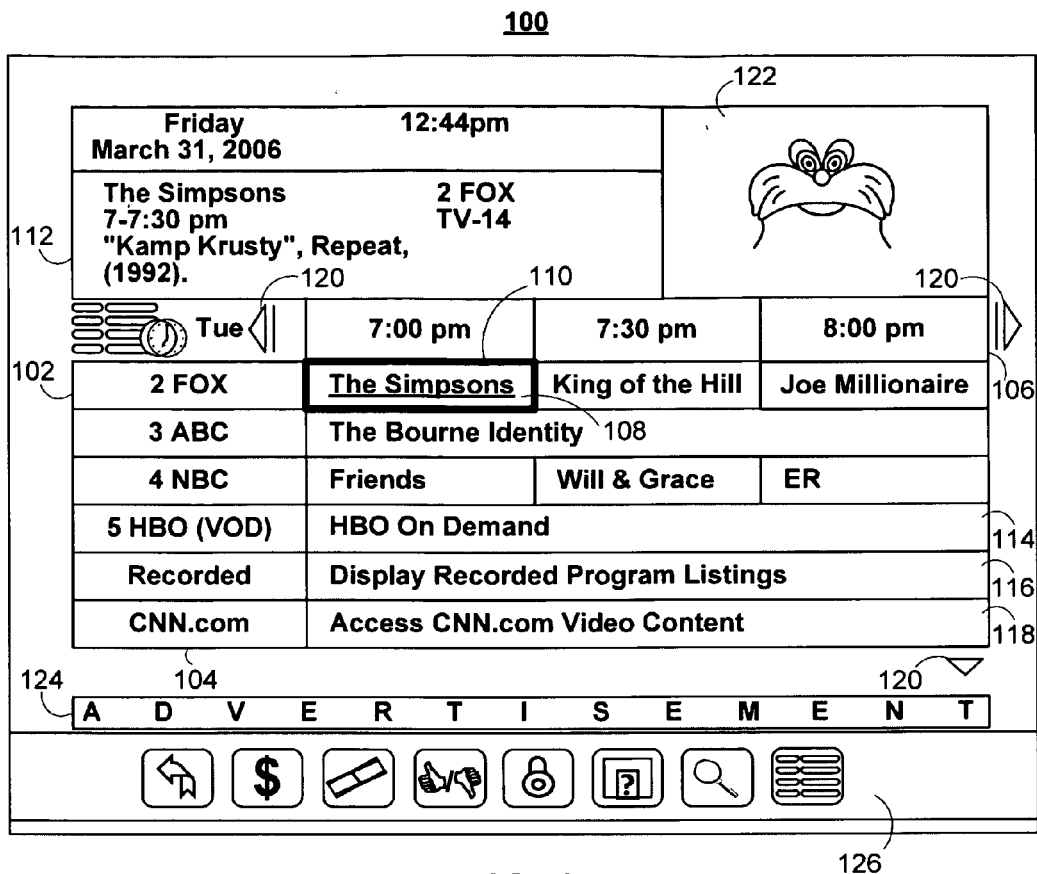 100
122
Friday 12:44pm
March 31, 2006
The Simpsons 2 FOX
7-7:30 pm TV-14
"Kamp Krusty", Repeat,
(1992).
112
120
110
120
Tue 7:00 pm 7:30 pm 8:00 pm
102
2 FOX The Simpsons King of the Hill Joe Millionaire
106
3 ABC The Bourne Identity
108
4 NBC Friends Will & Grace ER
5 HBO (VOD) HBO On Demand
114
Recorded Display Recorded Program Listings
116
CNN.com Access CNN.com Video Content
118
104
120
124
A D V E R T I S E M E N T
$ ?
126